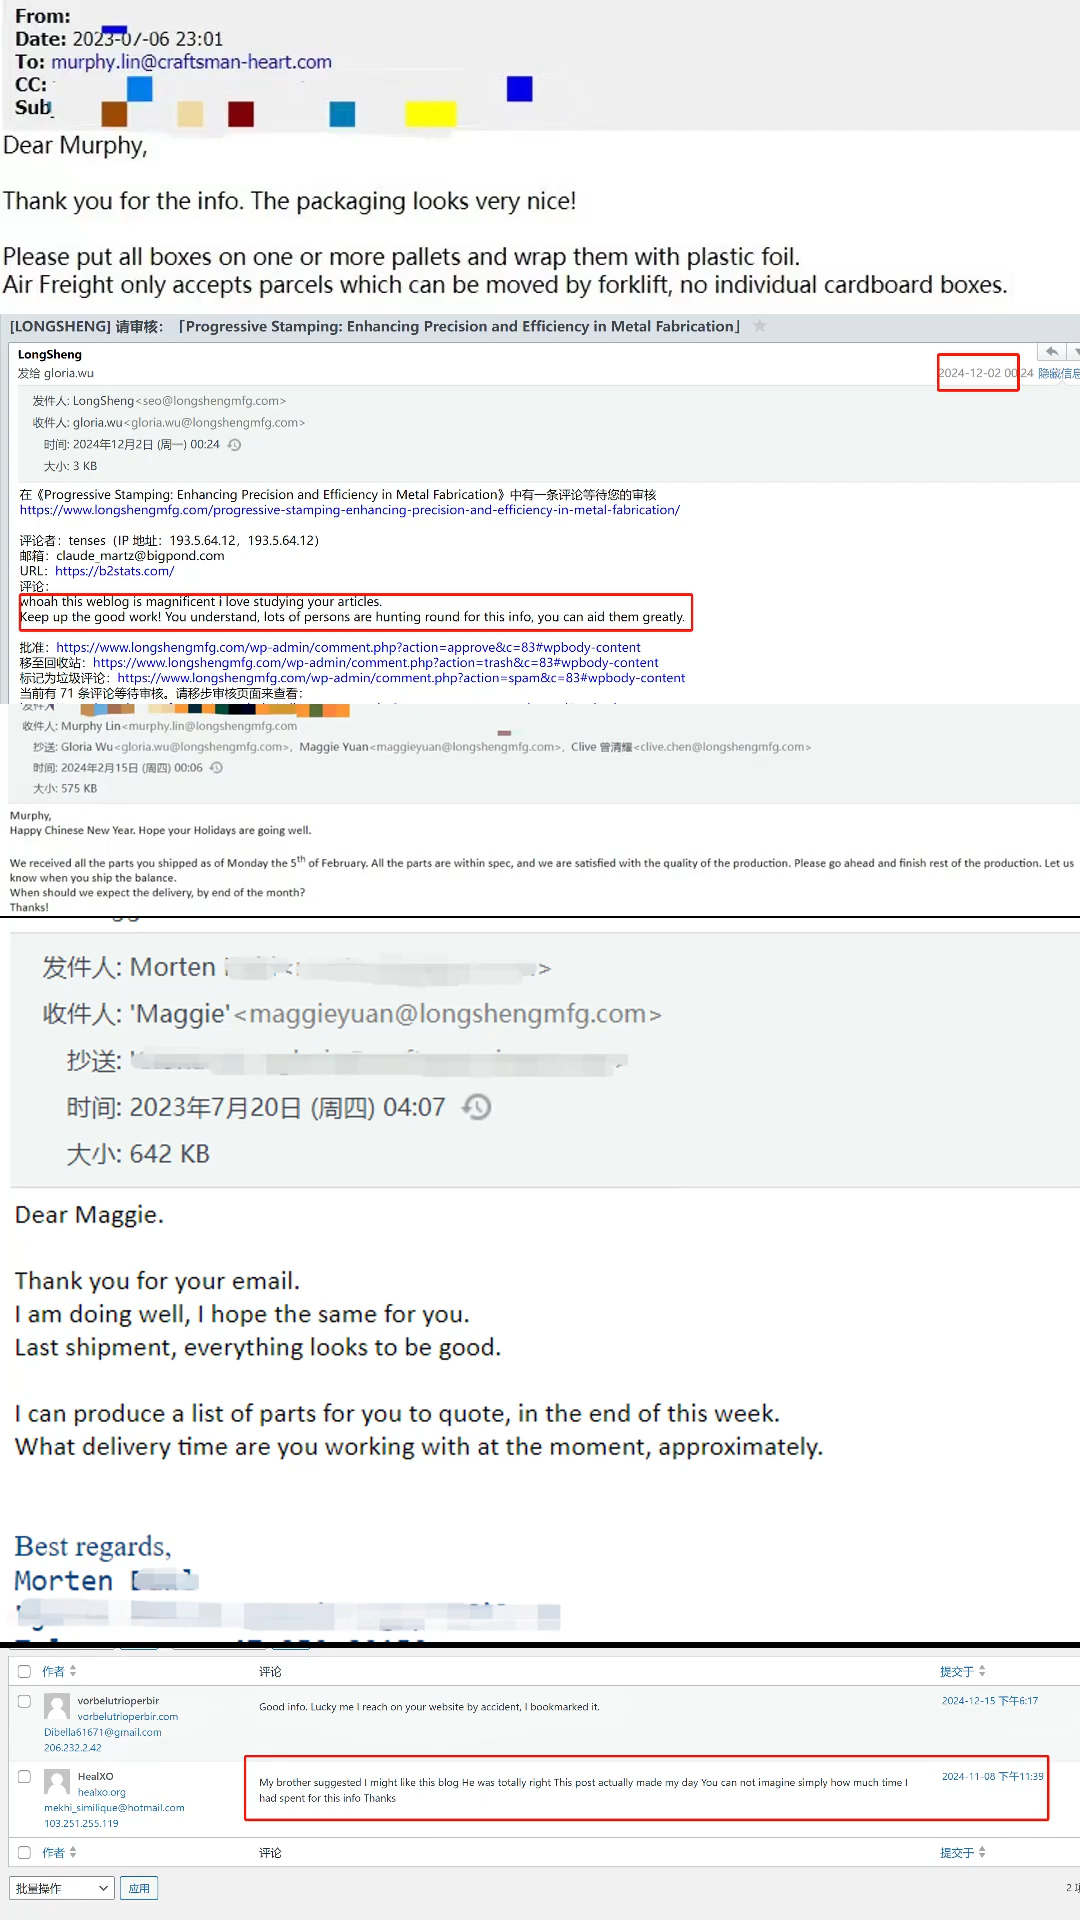 From:
Date: 2023-07-06 23:01
To: murphy.lin@craftsman-heart.com
CC:
Sub
Dear Murphy,
Thank you for the info. The packaging looks very nice!
Please put all boxes on one or more pallets and wrap them with plastic foil.
Air Freight only accepts parcels which can be moved by forklift, no individual cardboard boxes.
[LONGSHENG] 请审核：「Progressive Stamping: Enhancing Precision and Efficiency in Metal Fabrication」
LongSheng
发给 gloria.wu
2024-12-02 00:24 隐藏信息
发件人: LongSheng<seo@longshengmfg.com>
收件人: gloria.wu<gloria.wu@longshengmfg.com>
时间: 2024年12月2日 (周一) 00:24
大小: 3 KB
在《Progressive Stamping: Enhancing Precision and Efficiency in Metal Fabrication》中有一条评论等待您的审核
https://www.longshengmfg.com/progressive-stamping-enhancing-precision-and-efficiency-in-metal-fabrication/
评论者：tenses（IP 地址：193.5.64.12，193.5.64.12）
邮箱：claude_martz@bigpond.com
URL：https://b2stats.com/
评论：
whoah this weblog is magnificent i love studying your articles.
Keep up the good work! You understand, lots of persons are hunting round for this info, you can aid them greatly.
批准：https://www.longshengmfg.com/wp-admin/comment.php?action=approve&c=83#wpbody-content
移至回收站：https://www.longshengmfg.com/wp-admin/comment.php?action=trash&c=83#wpbody-content
标记为垃圾评论：https://www.longshengmfg.com/wp-admin/comment.php?action=spam&c=83#wpbody-content
当前有 71 条评论等待审核。请移步审核页面来查看：
发件人
收件人: Murphy Lin<murphy.lin@longshengmfg.com
抄送: Gloria Wu<gloria.wu@longshengmfg.com>, Maggie Yuan<maggieyuan@longshengmfg.com>, Clive 曾清耀<clive.chen@longshengmfg.com>
时间: 2024年2月15日 (周四) 00:06
大小: 575 KB
Murphy,
Happy Chinese New Year. Hope your Holidays are going well.
We received all the parts you shipped as of Monday the 5th of February. All the parts are within spec, and we are satisfied with the quality of the production. Please go ahead and finish rest of the production. Let us
know when you ship the balance.
When should we expect the delivery, by end of the month?
Thanks!
发件人: Morten < >
收件人: 'Maggie'<maggieyuan@longshengmfg.com>
抄送:
时间: 2023年7月20日 (周四) 04:07
大小: 642 KB
Dear Maggie.
Thank you for your email.
I am doing well, I hope the same for you.
Last shipment, everything looks to be good.
I can produce a list of parts for you to quote, in the end of this week.
What delivery time are you working with at the moment, approximately.
Best regards,
Morten
作者 评论 提交于
vorbelutrioperbir
vorbelutrioperbir.com
Dibella61671@gmail.com
206.232.2.42
Good info. Lucky me I reach on your website by accident, I bookmarked it.
2024-12-15 下午6:17
HealXO
healxo.org
mekhi_similique@hotmail.com
103.251.255.119
My brother suggested I might like this blog He was totally right This post actually made my day You can not imagine simply how much time I
had spent for this info Thanks
2024-11-08 下午11:39
作者 评论 提交于
批量操作 应用
2 项